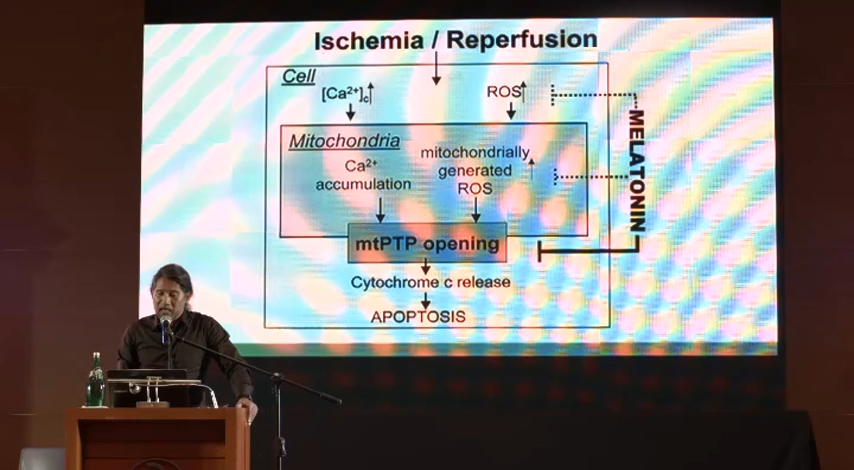 Ischemia / Reperfusion
Cell
[Ca²⁺]c↑
ROS↑
Mitochondria
Ca²⁺
accumulation
mitochondrially
generated
ROS↑
mtPTP opening
Cytochrome c release
APOPTOSIS
MELATONIN